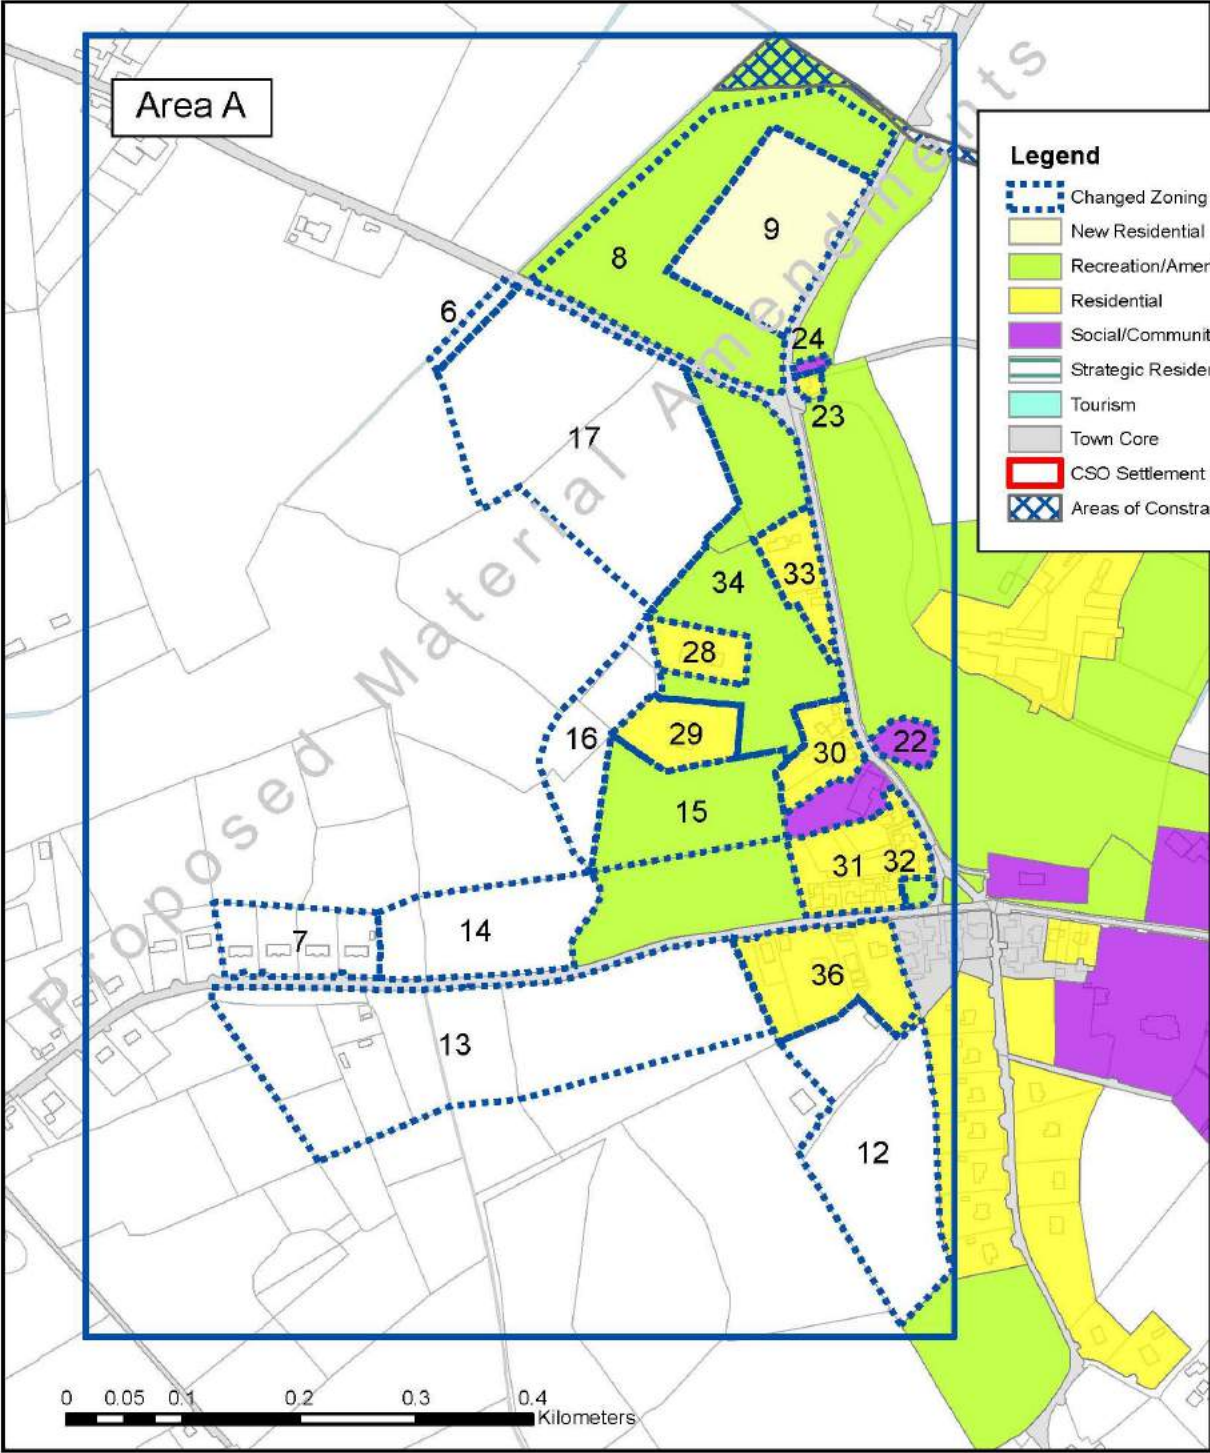 Area A
Proposed Material Amendments
Legend
Changed Zoning
New Residential
Recreation/Amen
Residential
Social/Communit
Strategic Reside
Tourism
Town Core
CSO Settlement
Areas of Constra
9
8
6
24
23
17
33
34
28
16
29
30
22
15
31
32
7
14
36
13
12
0 0.05 0.1 0.2 0.3 0.4
Kilometers